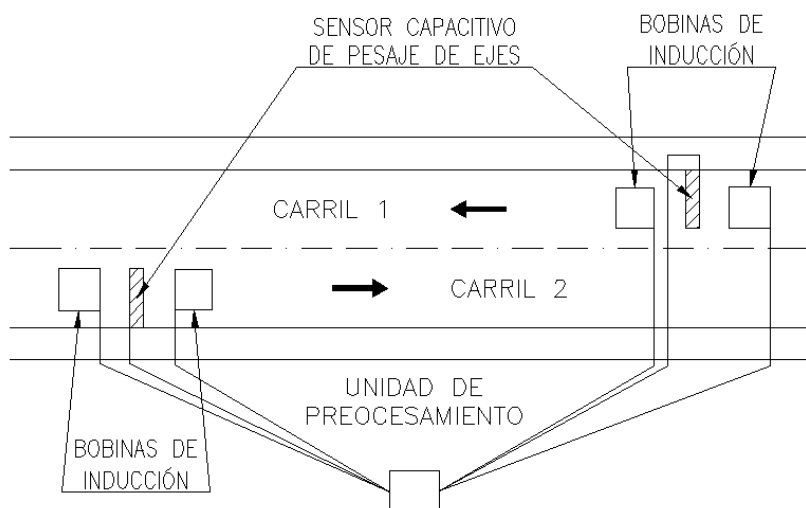 SENSOR CAPACITIVO
DE PESAJE DE EJES
BOBINAS DE
INDUCCIÓN
CARRIL 1
CARRIL 2
UNIDAD DE
PREOCESAMIENTO
BOBINAS DE
INDUCCIÓN